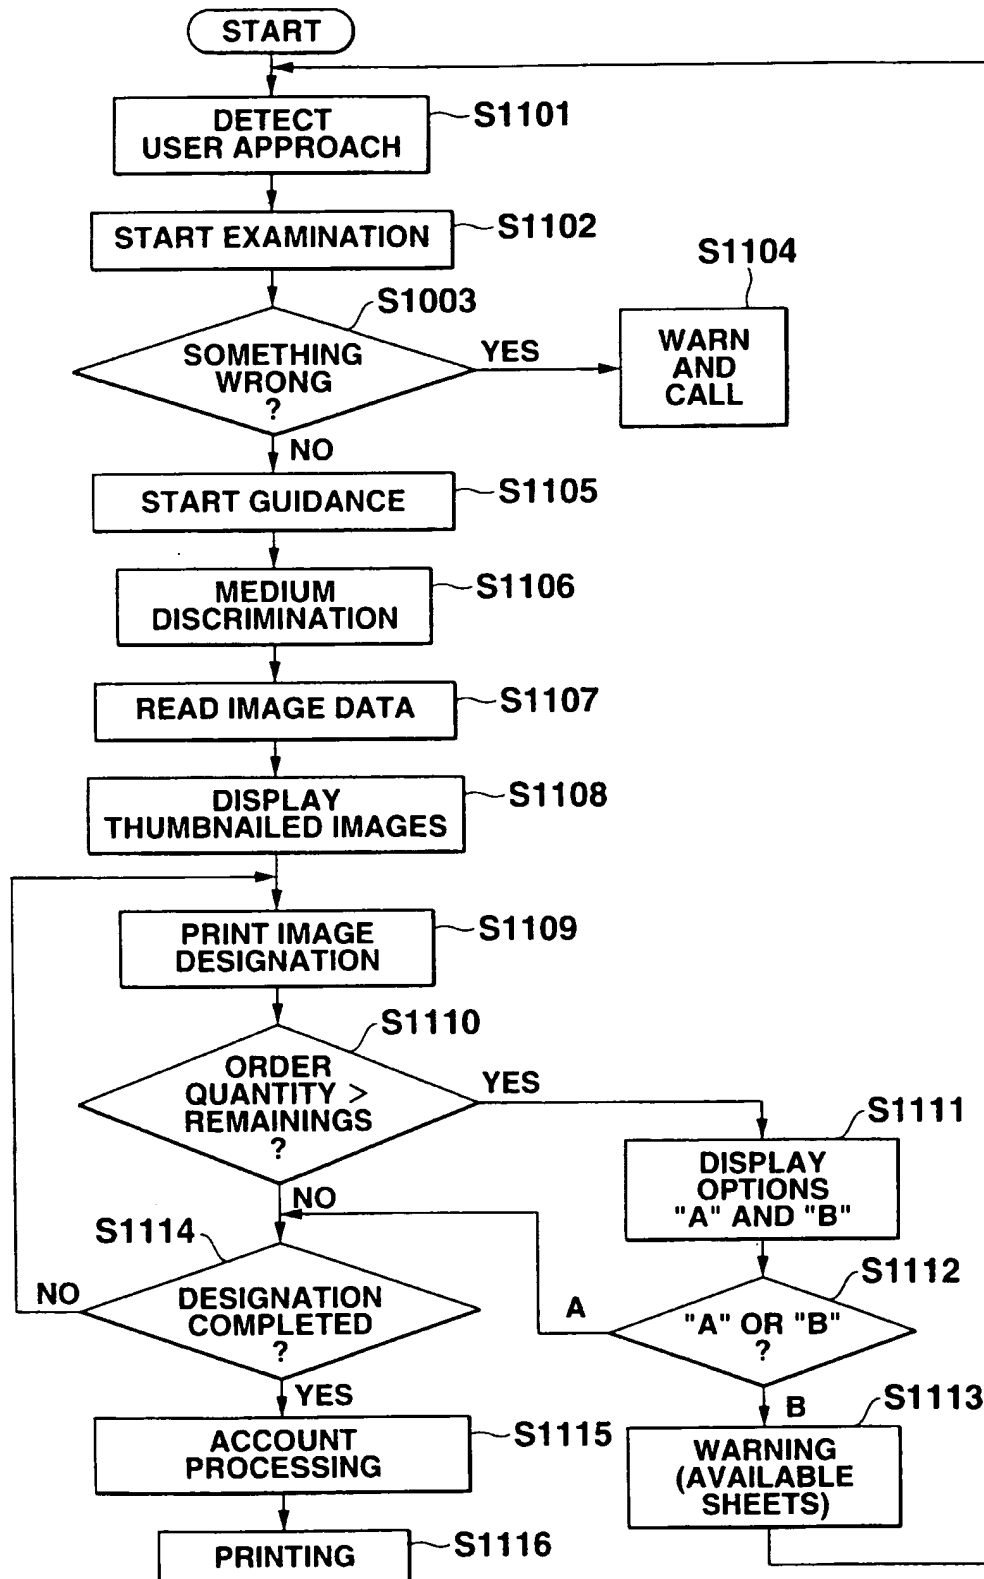 START
DETECT
USER APPROACH
S1101
START EXAMINATION
S1102
S1003
SOMETHING
WRONG
?
YES
S1104
WARN
AND
CALL
NO
START GUIDANCE
S1105
MEDIUM
DISCRIMINATION
S1106
READ IMAGE DATA
S1107
DISPLAY
THUMBNAILED IMAGES
S1108
PRINT IMAGE
DESIGNATION
S1109
S1110
ORDER
QUANTITY >
REMAININGS
?
YES
S1111
DISPLAY
OPTIONS
"A" AND "B"
NO
S1114
DESIGNATION
COMPLETED
?
NO
S1112
"A" OR "B"
?
A
YES
B
S1113
WARNING
(AVAILABLE
SHEETS)
ACCOUNT
PROCESSING
S1115
PRINTING
S1116